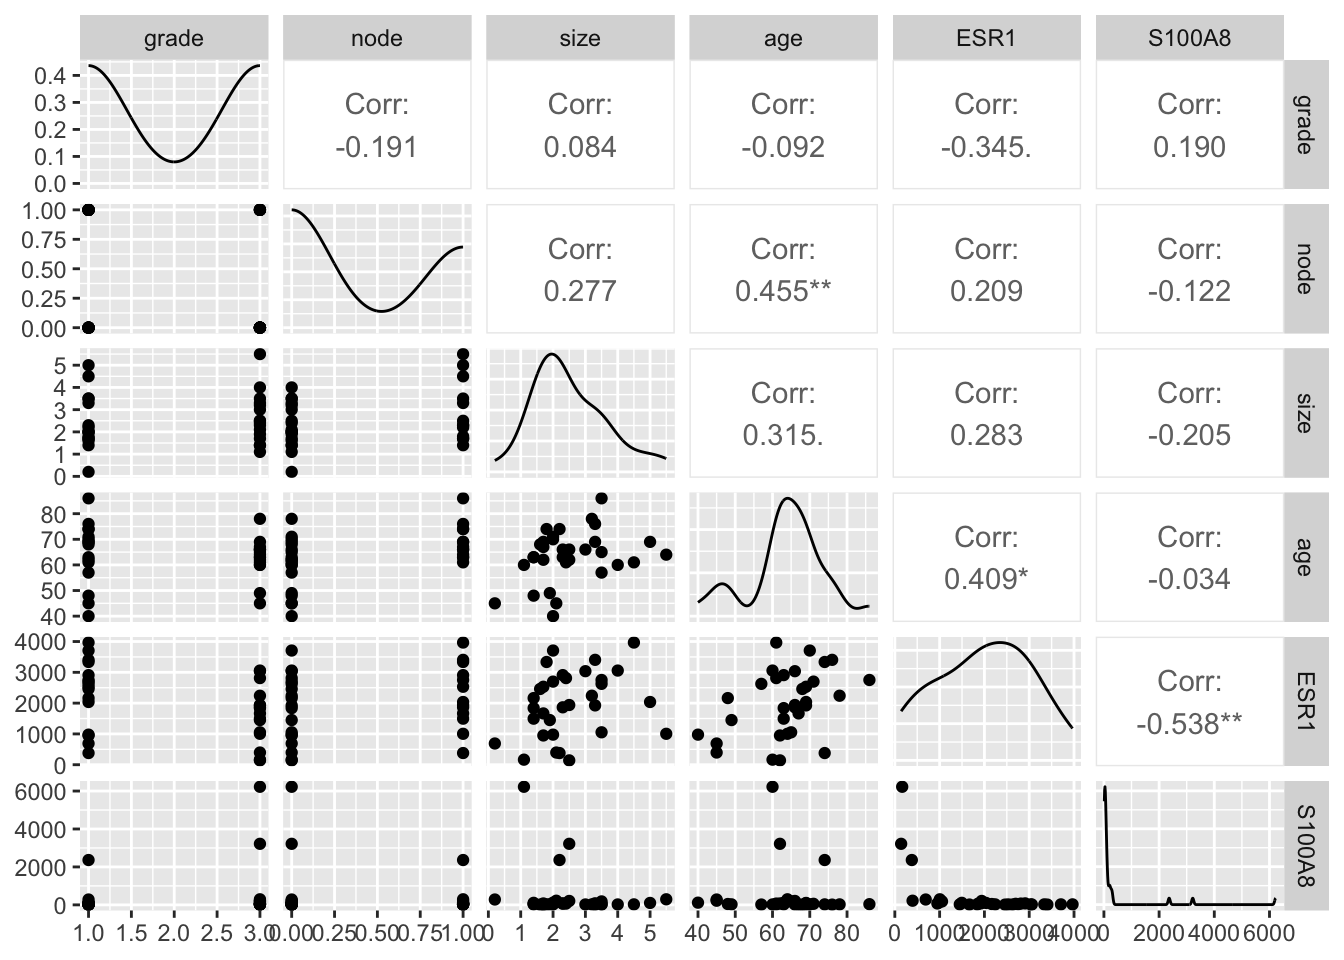 grade node size age ESR1 S100A8
0.4
0.3
0.2
0.1
0.0
Corr:
-0.191
Corr:
0.084
Corr:
-0.092
Corr:
-0.345.
Corr:
0.190
grade
1.00
0.75
0.50
0.25
0.00
Corr:
0.277
Corr:
0.455**
Corr:
0.209
Corr:
-0.122
node
5
4
3
2
1
0
Corr:
0.315.
Corr:
0.283
Corr:
-0.205
size
80
70
60
50
40
Corr:
0.409*
Corr:
-0.034
age
4000
3000
2000
1000
0
Corr:
-0.538**
ESR1
6000
4000
2000
0
S100A8
1.0 1.5 2.0 2.5 3.0 0.00 0.25 0.50 0.75 1.00 0 1 2 3 4 5 40 50 60 70 80 0 1000 2000 3000 4000 0 2000 4000 6000